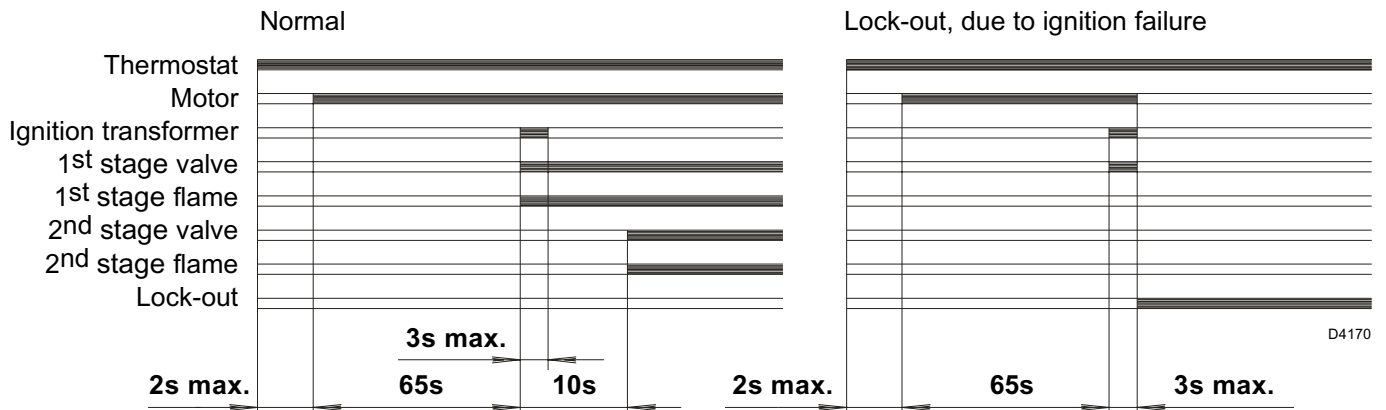 Normal
Lock-out, due to ignition failure
Thermostat
Motor
Ignition transformer
1st stage valve
1st stage flame
2nd stage valve
2nd stage flame
Lock-out
D4170
3s max.
2s max. 65s 10s 2s max. 65s 3s max.